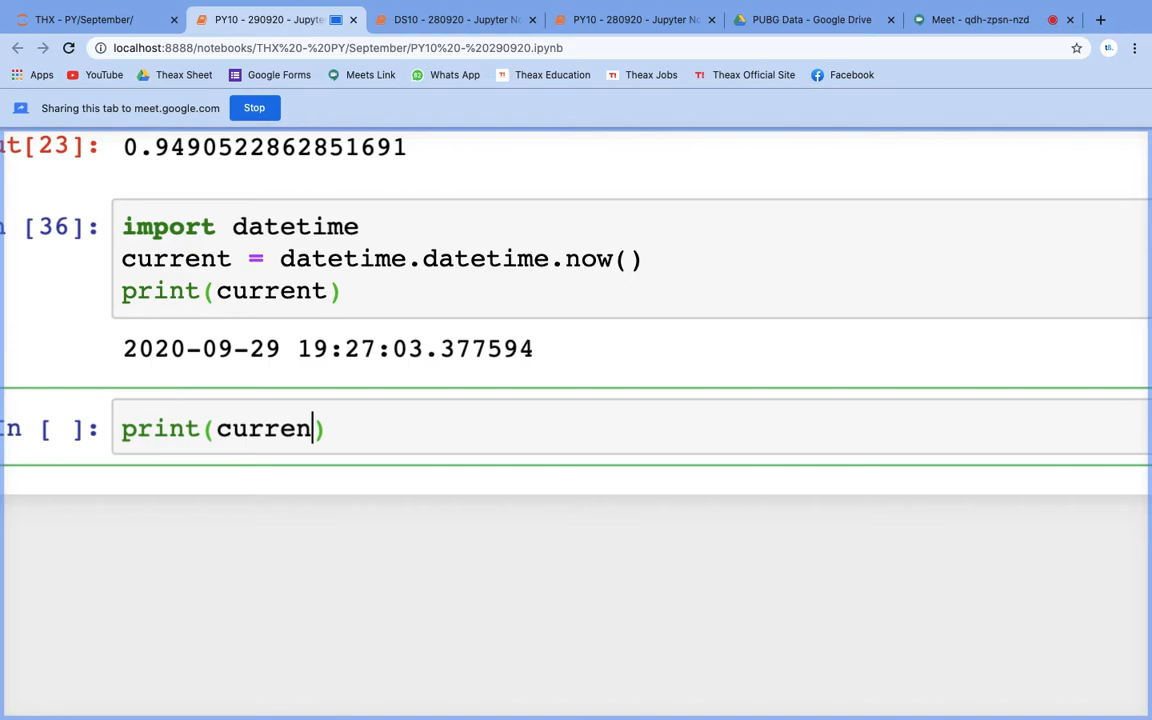 THX - PY/September/
PY10 - 290920 - Jupyte
DS10 - 280920 - Jupyter No
PY10 - 280920 - Jupyter No
PUBG Data - Google Drive
Meet - qdh-zpsn-nzd
localhost:8888/notebooks/THX%20-%20PY/September/PY10%20-%20290920.ipynb
Apps YouTube Theax Sheet Google Forms Meets Link Whats App Theax Education Theax Jobs Theax Official Site Facebook
Sharing this tab to meet.google.com Stop
ut[23]: 0.9490522862851691
n [36]: import datetime
current = datetime.datetime.now()
print(current)
2020-09-29 19:27:03.377594
In [ ]: print(curren)